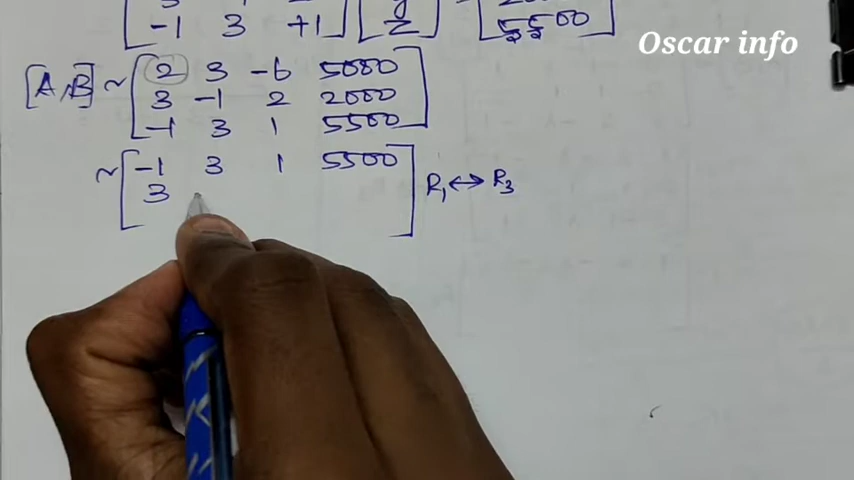 -1 3 +1 z 5500
Oscar info
[A,B] ~ 2 3 -6 5000
3 -1 2 2000
-1 3 1 5500
~ -1 3 1 5500
3 R₁↔R₃